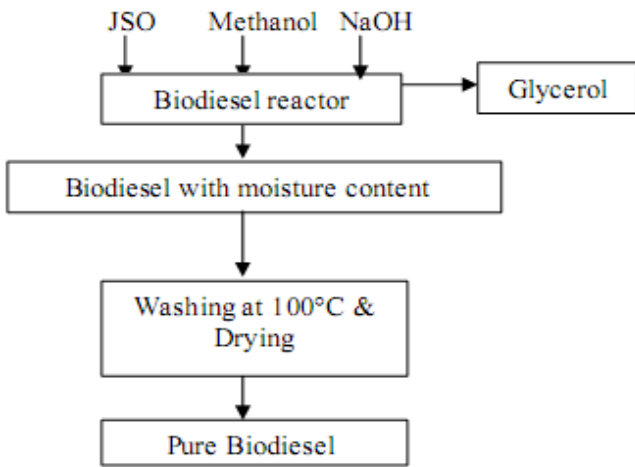 JSO Methanol NaOH
Biodiesel reactor
Glycerol
Biodiesel with moisture content
Washing at 100°C &
Drying
Pure Biodiesel